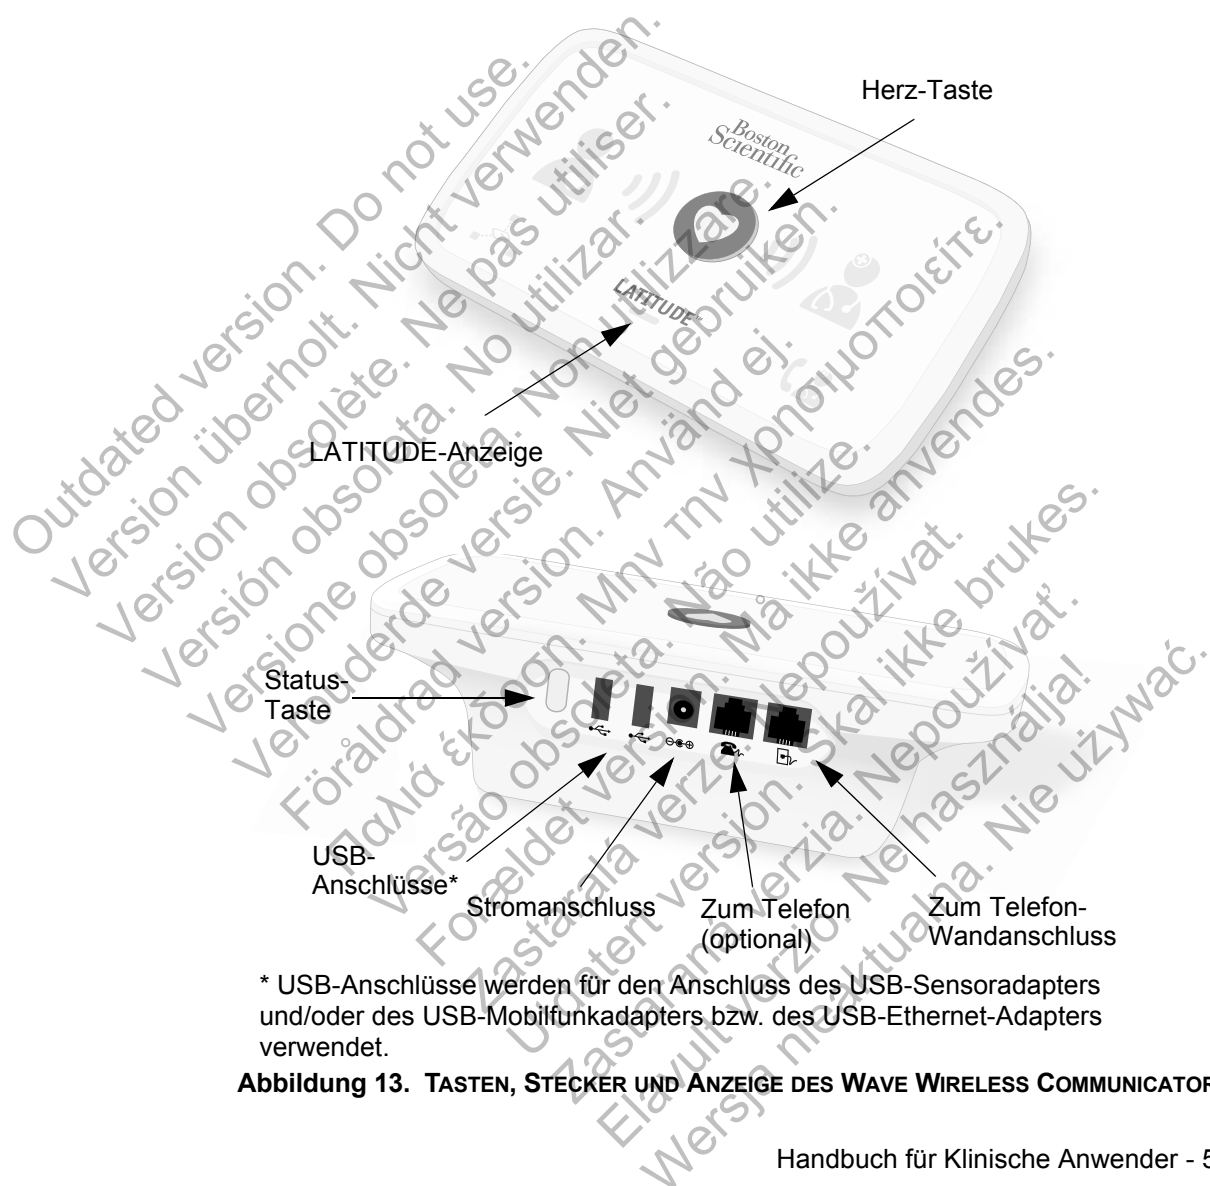 Herz-Taste
Boston
Scientific
LATITUDE™
LATITUDE-Anzeige
Status-
Taste
USB-
Anschlüsse*
Stromanschluss
Zum Telefon
(optional)
Zum Telefon-
Wandanschluss
* USB-Anschlüsse werden für den Anschluss des USB-Sensoradapters
und/oder des USB-Mobilfunkadapters bzw. des USB-Ethernet-Adapters
verwendet.
Abbildung 13. TASTEN, STECKER UND ANZEIGE DES WAVE WIRELESS COMMUNICATOR
Handbuch für Klinische Anwender - 5
Outdated version. Do not use.
Version überholt. Nicht verwenden.
Version obsolète. Ne pas utiliser.
Versión obsoleta. No utilizar.
Versione obsoleta. Non utilizzare.
Verouderde versie. Niet gebruiken.
Föråldrad version. Använd ej.
Παλιά έκδοση. Μην την χρησιμοποιείτε.
Versão obsoleta. Não utilize.
Forældet version. Må ikke anvendes.
Zastaralá verze. Nepoužívat.
Utdatert versjon. Skal ikke brukes.
Zastaraná verzia. Nepoužívať.
Elavult verzió. Ne használja!
Wersja nieaktualna. Nie używać.